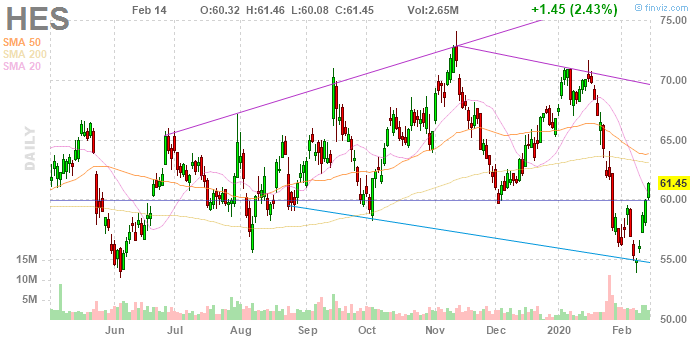 HES
Feb 14 O:60.32 H:61.46 L:60.08 C:61.45 Vol:2.65M +1.45 (2.43%)
© finviz.com
SMA 50
SMA 200
SMA 20
DAILY
75.00
70.00
65.00
61.45
60.00
55.00
50.00
15M
10M
5M
Jun Jul Aug Sep Oct Nov Dec 2020 Feb